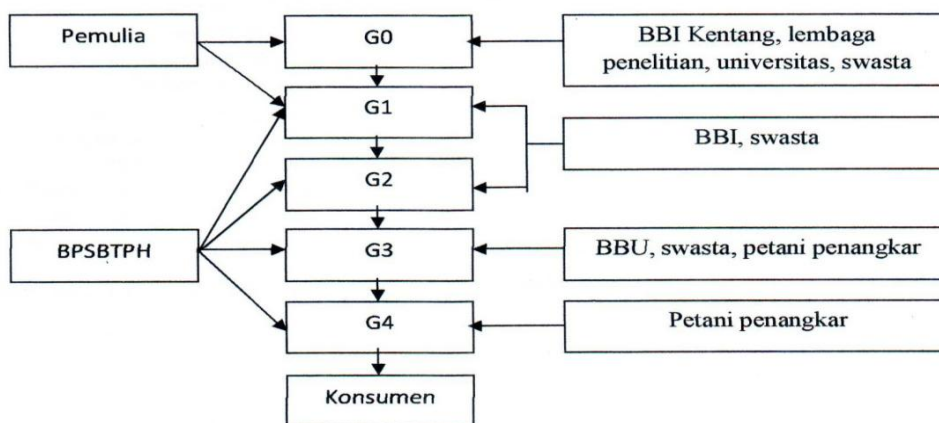 Pemulia
G0
BBI Kentang, lembaga
penelitian, universitas, swasta
G1
BBI, swasta
G2
BPSBTPH
G3
BBU, swasta, petani penangkar
G4
Petani penangkar
Konsumen